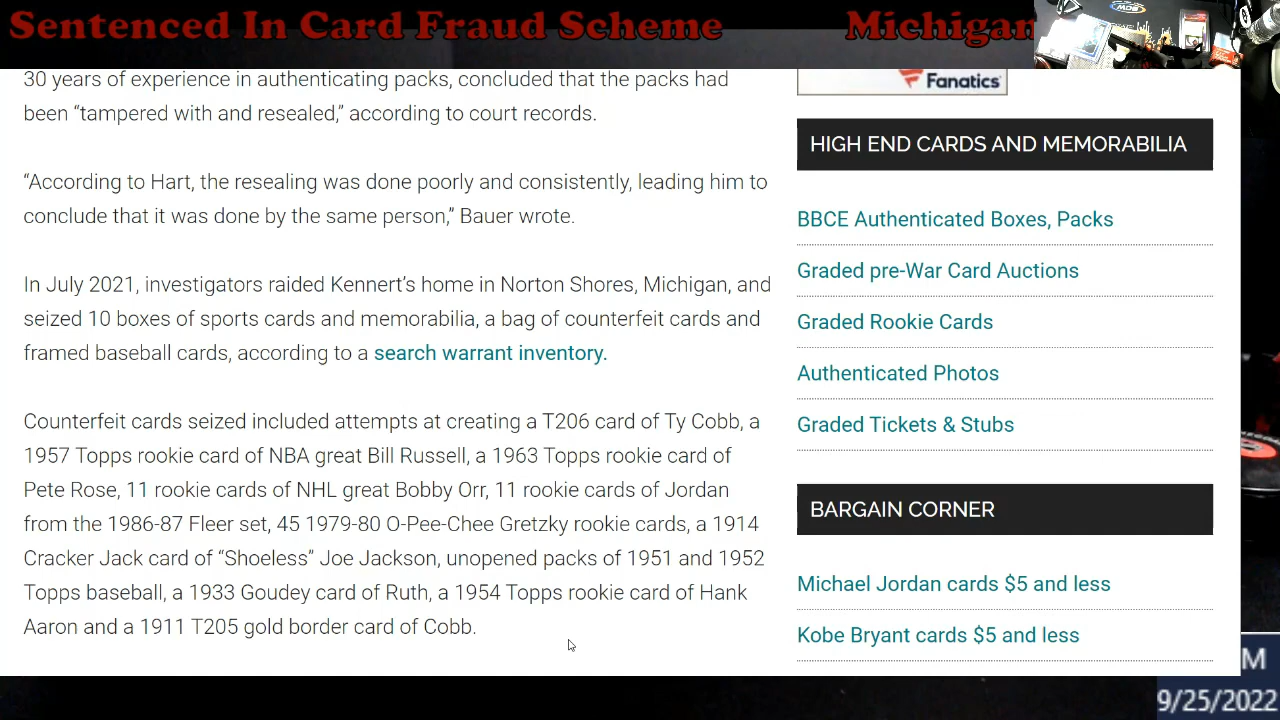 Sentenced In Card Fraud Scheme
Michigan
30 years of experience in authenticating packs, concluded that the packs had
been “tampered with and resealed,” according to court records.
“According to Hart, the resealing was done poorly and consistently, leading him to
conclude that it was done by the same person,” Bauer wrote.
In July 2021, investigators raided Kennert’s home in Norton Shores, Michigan, and
seized 10 boxes of sports cards and memorabilia, a bag of counterfeit cards and
framed baseball cards, according to a search warrant inventory.
Counterfeit cards seized included attempts at creating a T206 card of Ty Cobb, a
1957 Topps rookie card of NBA great Bill Russell, a 1963 Topps rookie card of
Pete Rose, 11 rookie cards of NHL great Bobby Orr, 11 rookie cards of Jordan
from the 1986-87 Fleer set, 45 1979-80 O-Pee-Chee Gretzky rookie cards, a 1914
Cracker Jack card of “Shoeless” Joe Jackson, unopened packs of 1951 and 1952
Topps baseball, a 1933 Goudey card of Ruth, a 1954 Topps rookie card of Hank
Aaron and a 1911 T205 gold border card of Cobb.
Fanatics
HIGH END CARDS AND MEMORABILIA
BBCE Authenticated Boxes, Packs
Graded pre-War Card Auctions
Graded Rookie Cards
Authenticated Photos
Graded Tickets & Stubs
BARGAIN CORNER
Michael Jordan cards $5 and less
Kobe Bryant cards $5 and less
M
9/25/2022